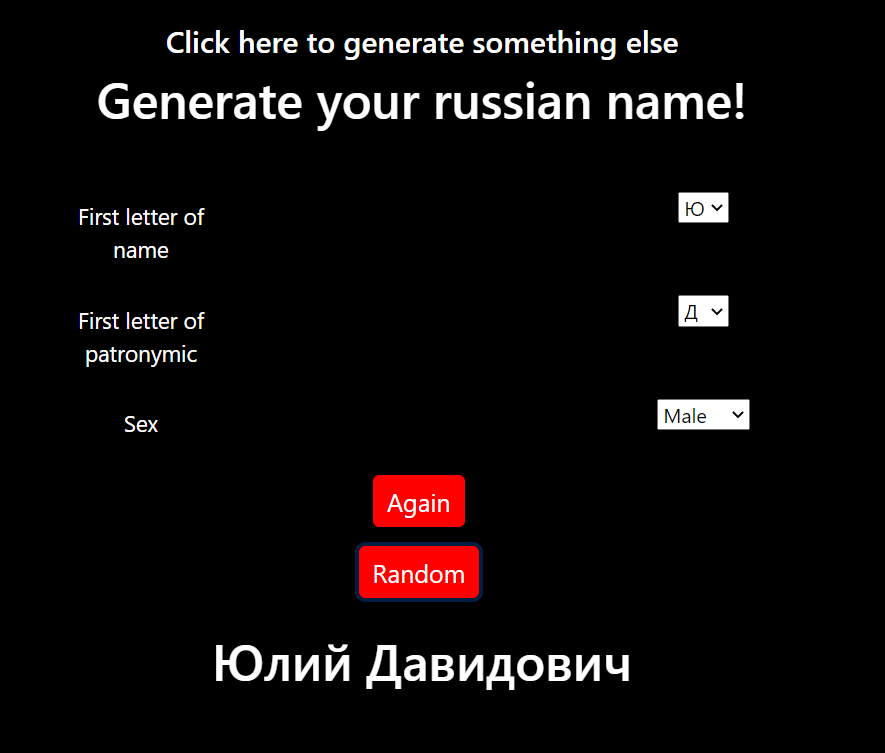 Click here to generate something else
Generate your russian name!
First letter of
name
Ю
First letter of
patronymic
Д
Sex
Male
Again
Random
Юлий Давидович